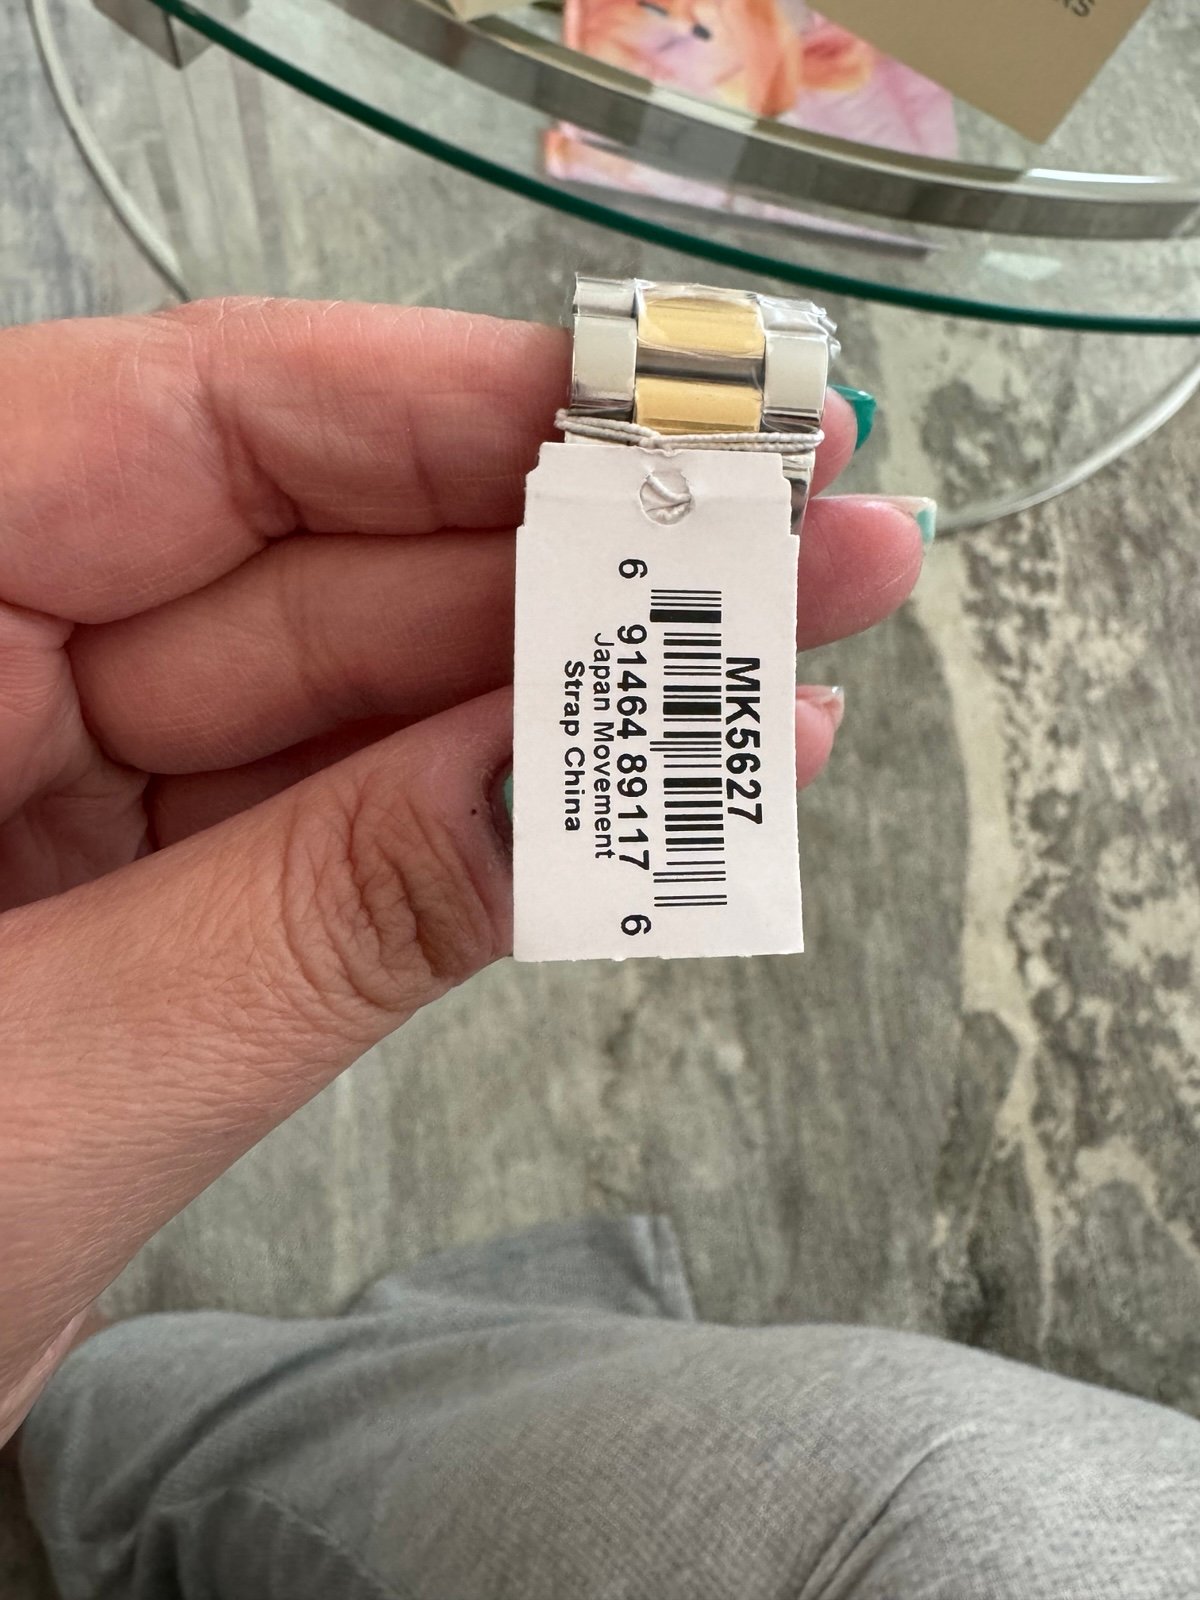 MK5627
6 91464 89117 6
Japan Movement
Strap China